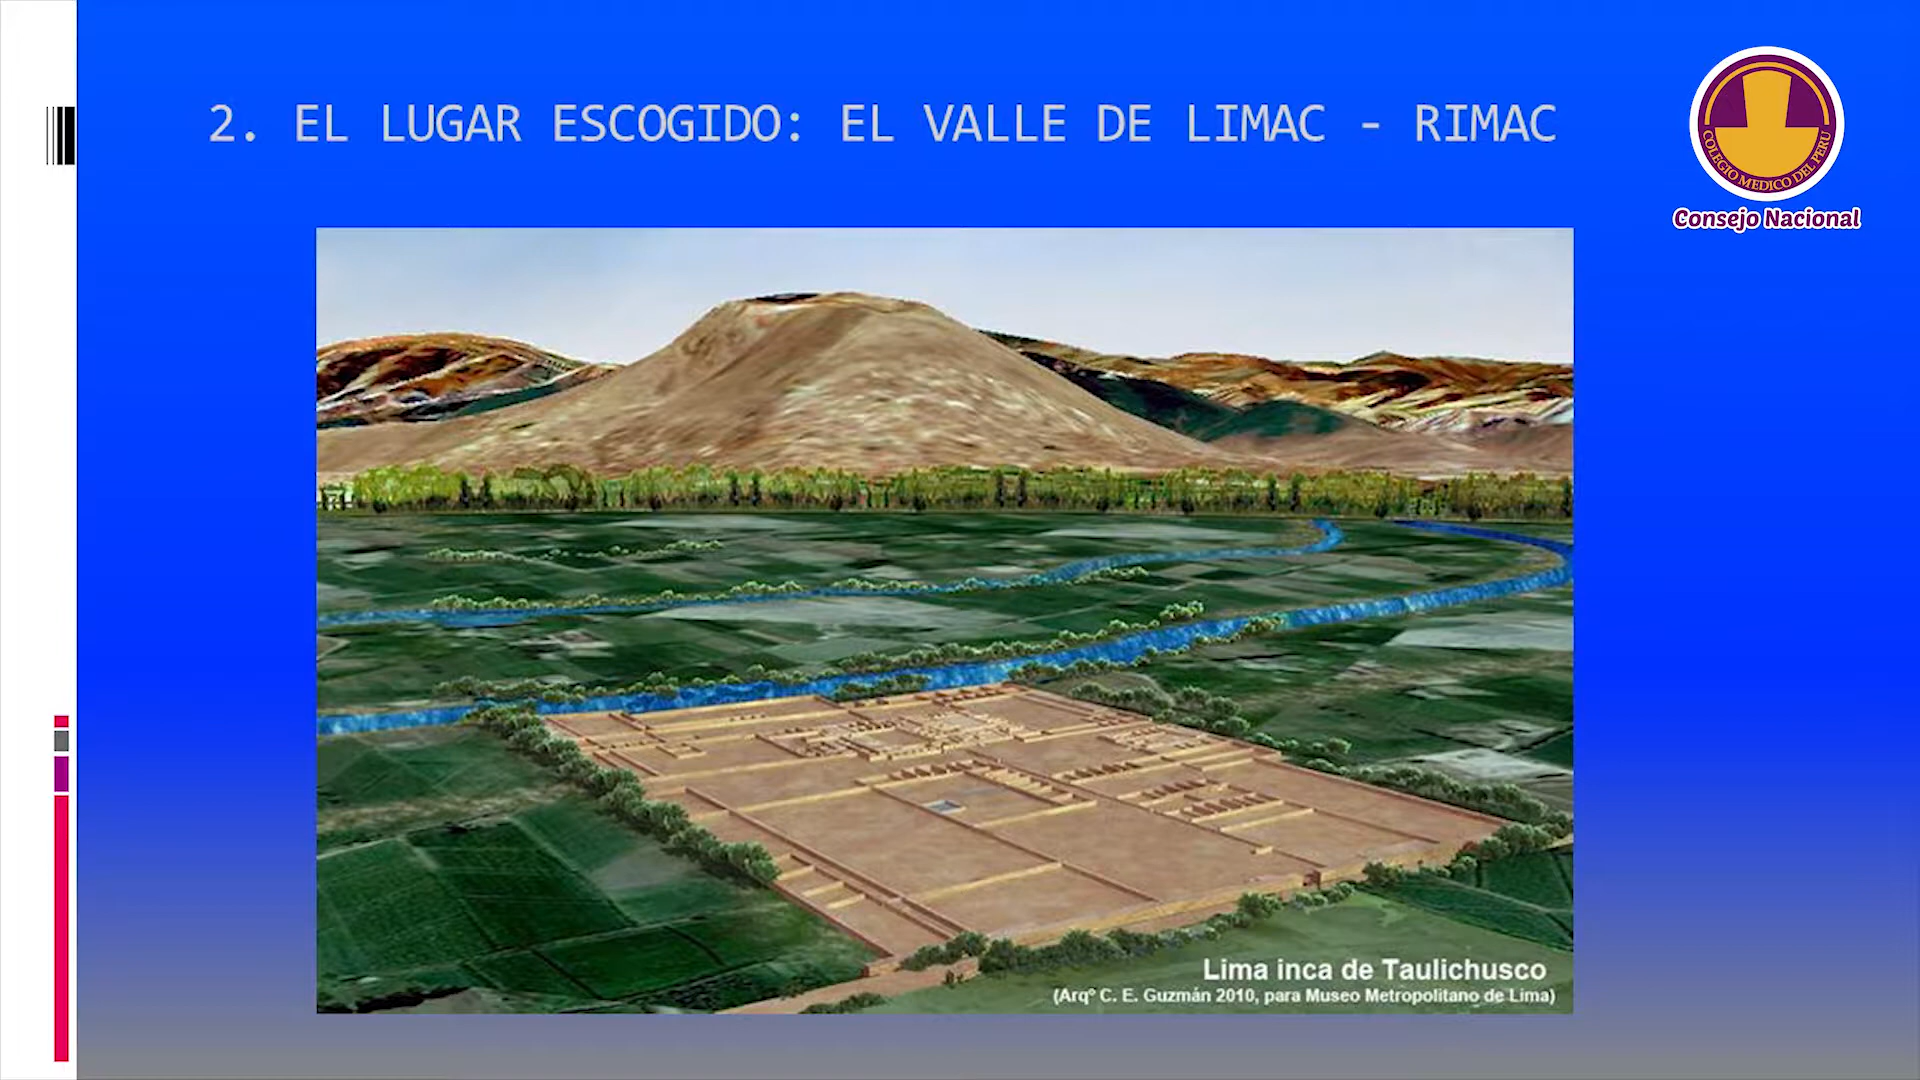 2. EL LUGAR ESCOGIDO: EL VALLE DE LIMAC - RIMAC
COLEGIO MEDICO DEL PERU
Consejo Nacional
Lima inca de Taulichusco
(Arqº C. E. Guzmán 2010, para Museo Metropolitano de Lima)